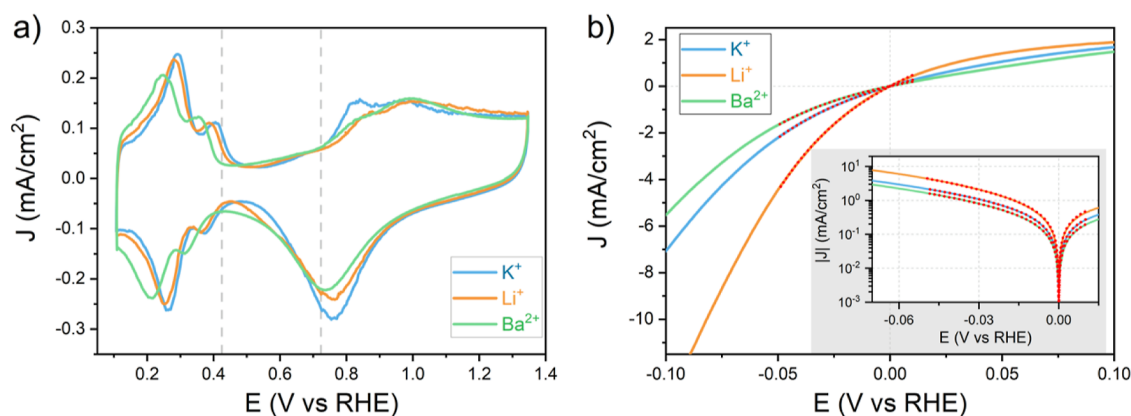 a)
J (mA/cm²)
0.3
0.2
0.1
0.0
-0.1
-0.2
-0.3
K⁺
Li⁺
Ba²⁺
0.2 0.4 0.6 0.8 1.0 1.2 1.4
E (V vs RHE)
b)
J (mA/cm²)
2
0
-2
-4
-6
-8
-10
K⁺
Li⁺
Ba²⁺
|J| (mA/cm²)
10¹
10⁰
10⁻¹
10⁻²
10⁻³
-0.06 -0.03 0.00
E (V vs RHE)
-0.10 -0.05 0.00 0.05 0.10
E (V vs RHE)